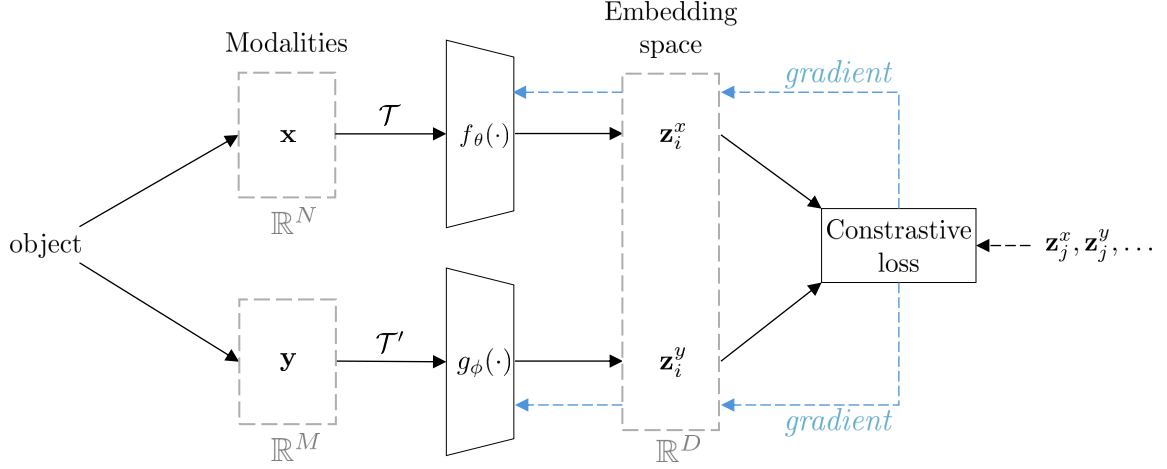 Embedding
space
Modalities
gradient
𝒯
𝐱
f_θ(·)
𝐳_i^x
ℝ^N
object
Constrastive
loss
𝐳_j^x, 𝐳_j^y, …
𝒯′
𝐲
g_ϕ(·)
𝐳_i^y
gradient
ℝ^M
ℝ^D